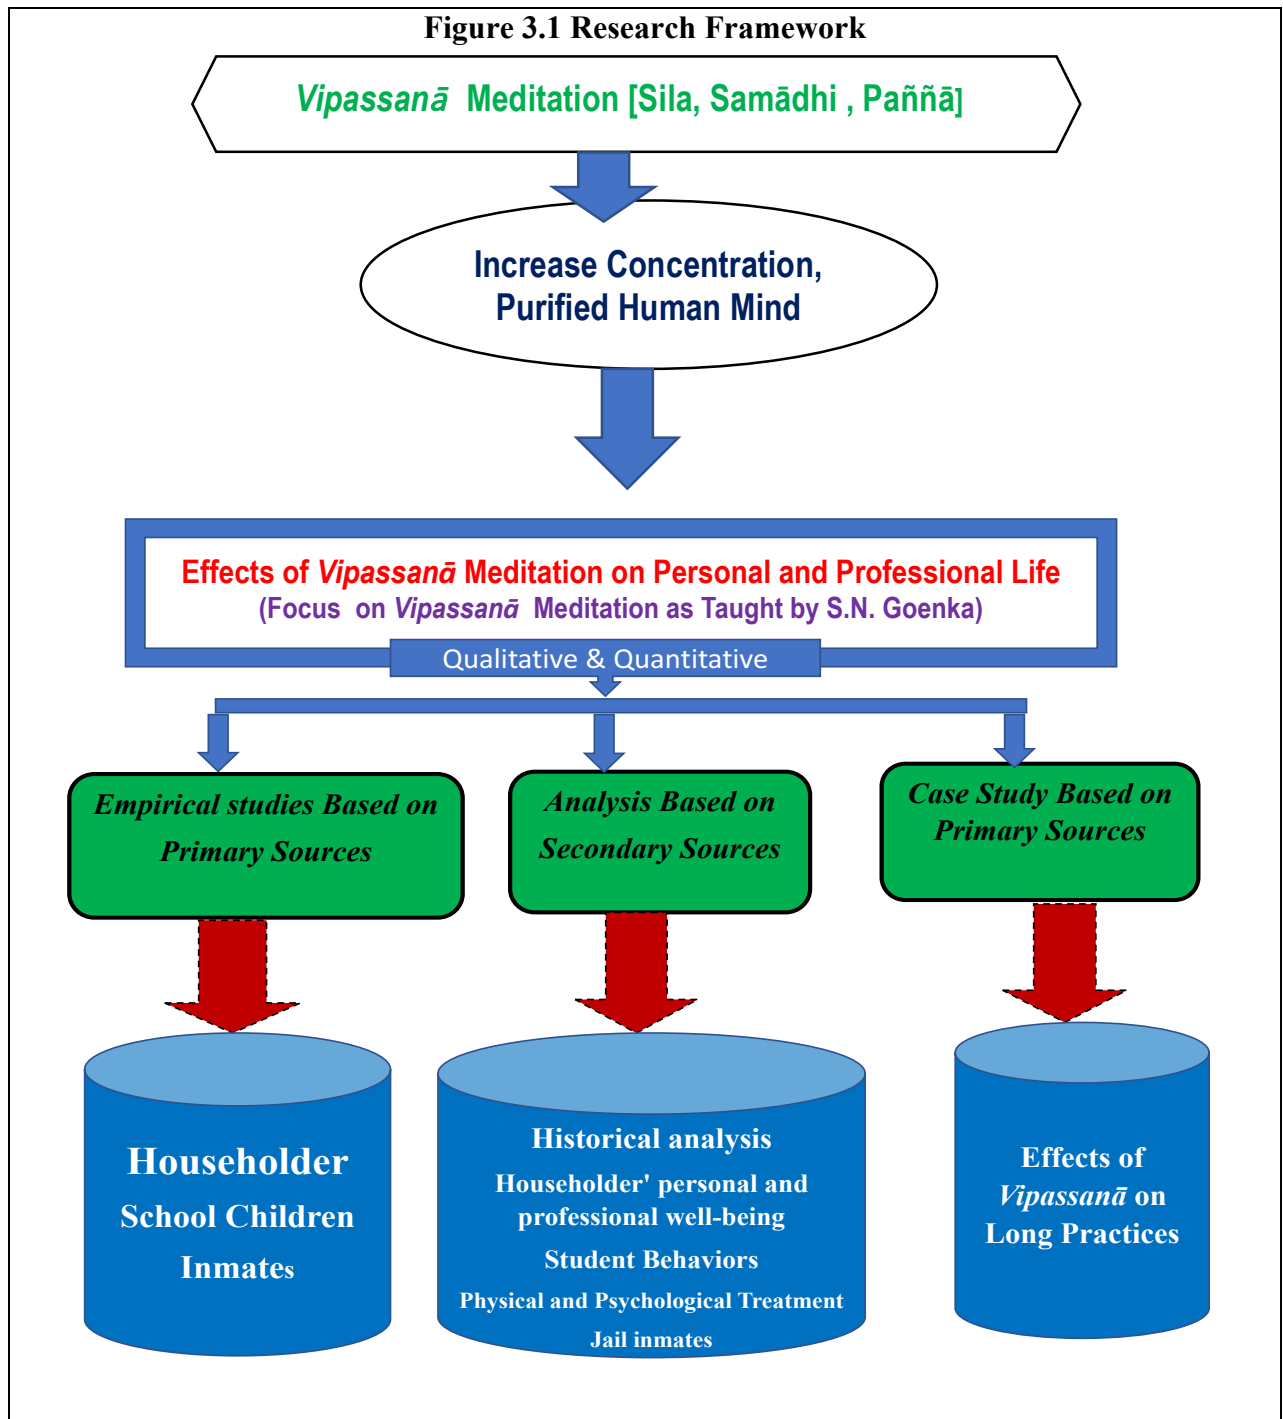 Figure 3.1 Research Framework
Vipassanā Meditation [Sila, Samādhi , Paññā]
Increase Concentration,
Purified Human Mind
Effects of Vipassanā Meditation on Personal and Professional Life
(Focus on Vipassanā Meditation as Taught by S.N. Goenka)
Qualitative & Quantitative
Empirical studies Based on
Primary Sources
Analysis Based on
Secondary Sources
Case Study Based on
Primary Sources
Householder
School Children
Inmates
Historical analysis
Householder' personal and
professional well-being
Student Behaviors
Physical and Psychological Treatment
Jail inmates
Effects of
Vipassanā on
Long Practices